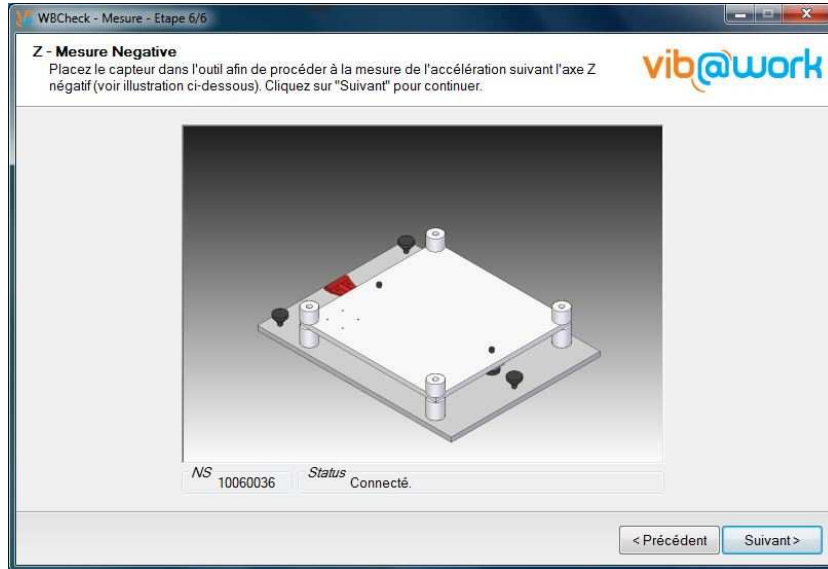 WBCheck - Mesure - Etape 6/6
Z - Mesure Negative
Placez le capteur dans l'outil afin de procéder à la mesure de l'accélération suivant l'axe Z
négatif (voir illustration ci-dessous). Cliquez sur "Suivant" pour continuer.
vib@work
NS
10060036
Status
Connecté.
< Précédent
Suivant >